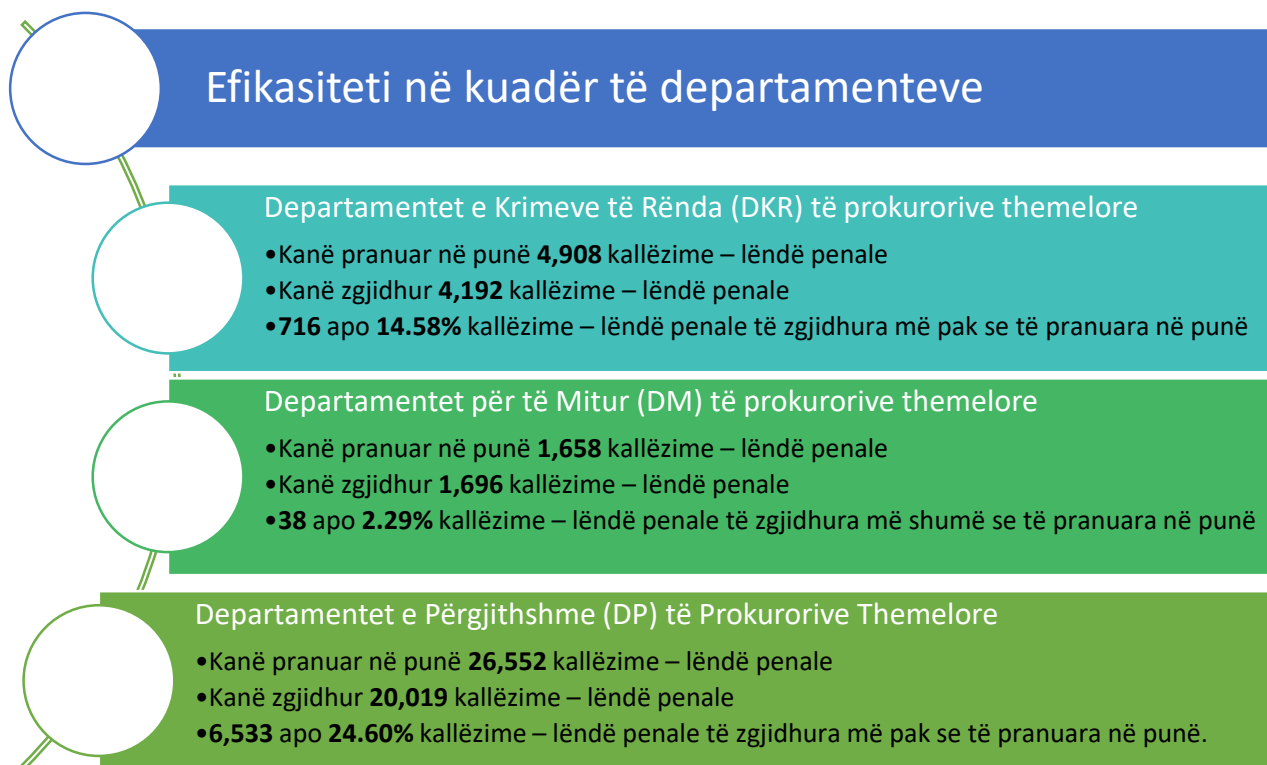 Efikasiteti në kuadër të departamenteve
Departamentet e Krimeve të Rënda (DKR) të prokurorive themelore
•Kanë pranuar në punë 4,908 kallëzime – lëndë penale
•Kanë zgjidhur 4,192 kallëzime – lëndë penale
•716 apo 14.58% kallëzime – lëndë penale të zgjidhura më pak se të pranuara në punë
Departamentet për të Mitur (DM) të prokurorive themelore
•Kanë pranuar në punë 1,658 kallëzime – lëndë penale
•Kanë zgjidhur 1,696 kallëzime – lëndë penale
•38 apo 2.29% kallëzime – lëndë penale të zgjidhura më shumë se të pranuara në punë
Departamentet e Përgjithshme (DP) të Prokurorive Themelore
•Kanë pranuar në punë 26,552 kallëzime – lëndë penale
•Kanë zgjidhur 20,019 kallëzime – lëndë penale
•6,533 apo 24.60% kallëzime – lëndë penale të zgjidhura më pak se të pranuara në punë.